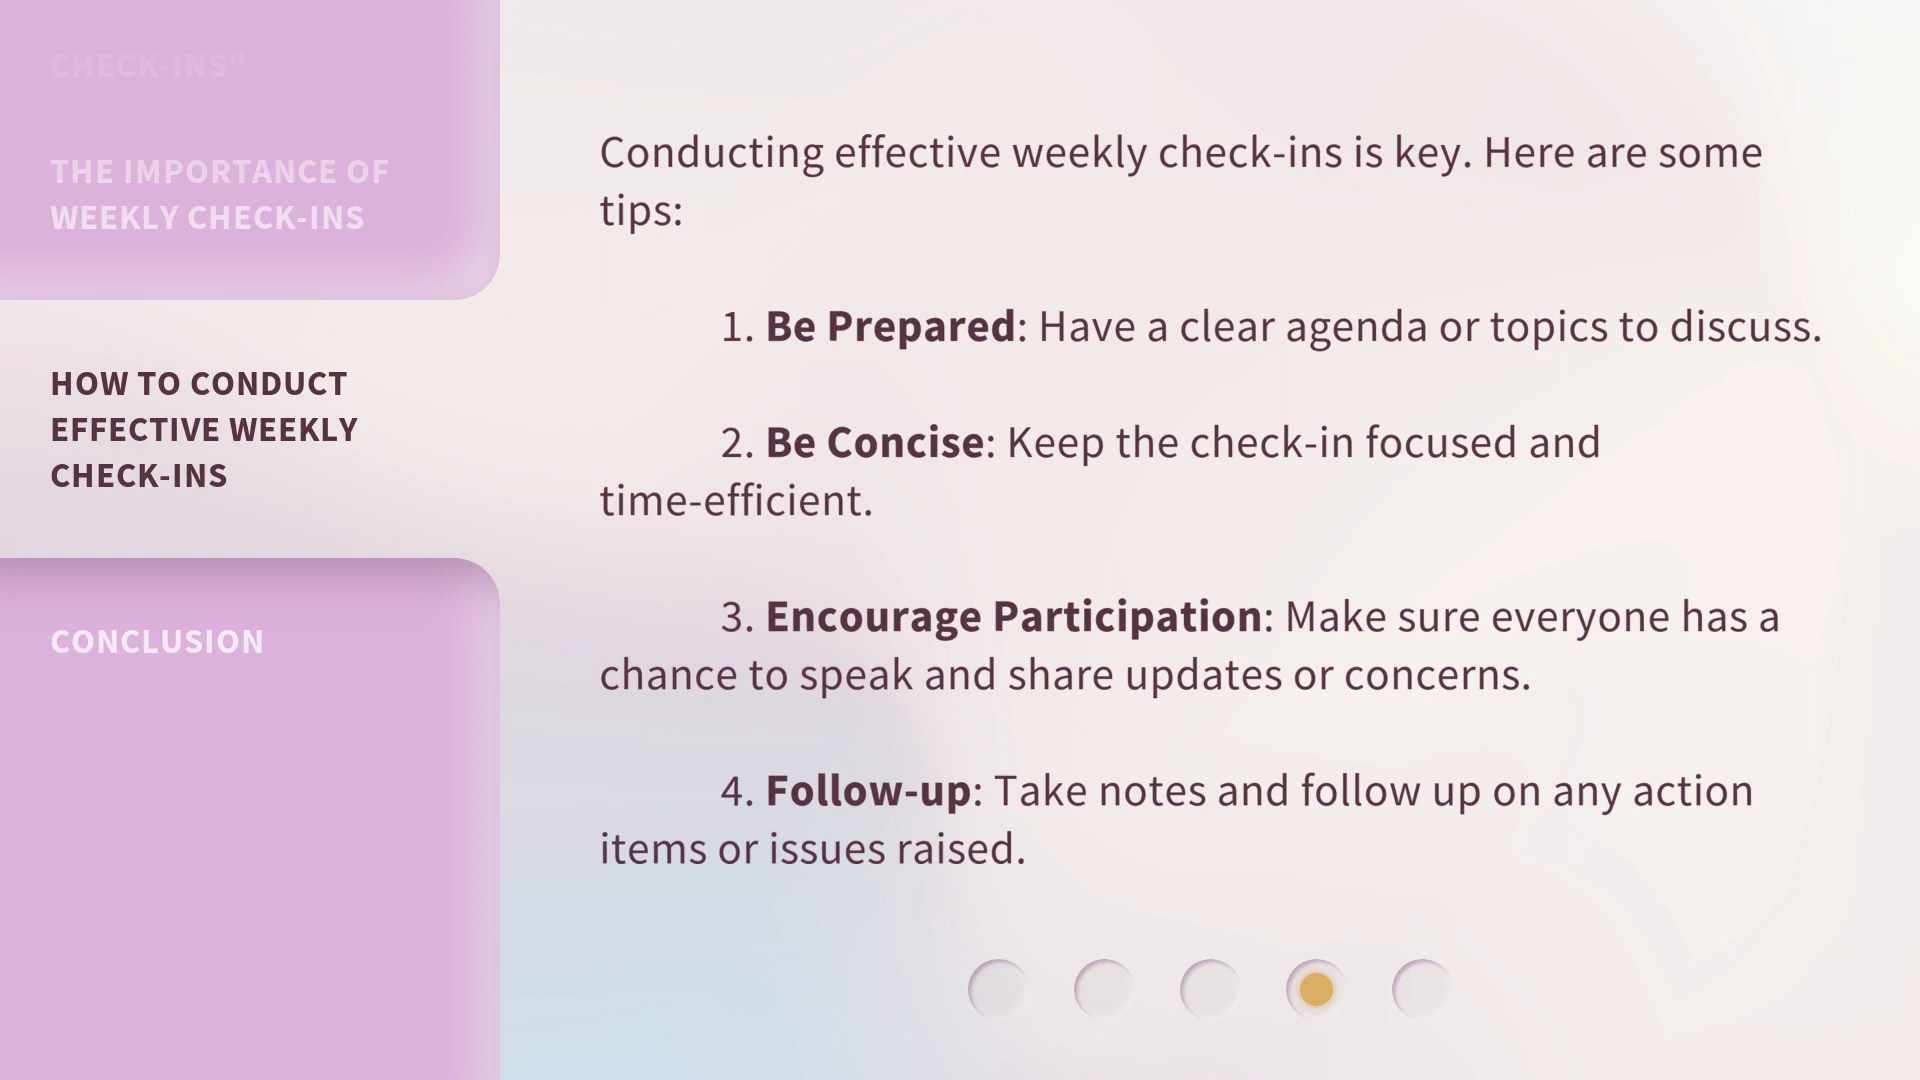 CHECK-INS"
THE IMPORTANCE OF
WEEKLY CHECK-INS
HOW TO CONDUCT
EFFECTIVE WEEKLY
CHECK-INS
CONCLUSION
Conducting effective weekly check-ins is key. Here are some
tips:
1. Be Prepared: Have a clear agenda or topics to discuss.
2. Be Concise: Keep the check-in focused and
time-efficient.
3. Encourage Participation: Make sure everyone has a
chance to speak and share updates or concerns.
4. Follow-up: Take notes and follow up on any action
items or issues raised.